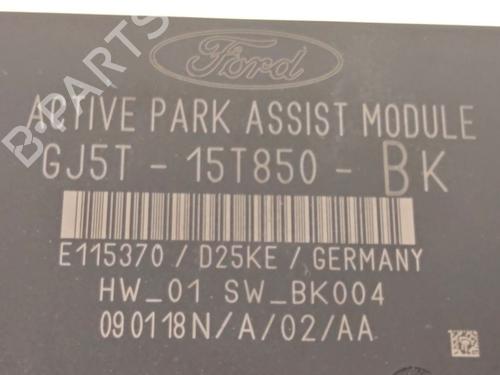 Ford
ACTIVE PARK ASSIST MODULE
GJ5T - 15T850 - BK
E115370 / D25KE / GERMANY
HW_01 SW_BK004
090118N/A/02/AA
B-PARTS